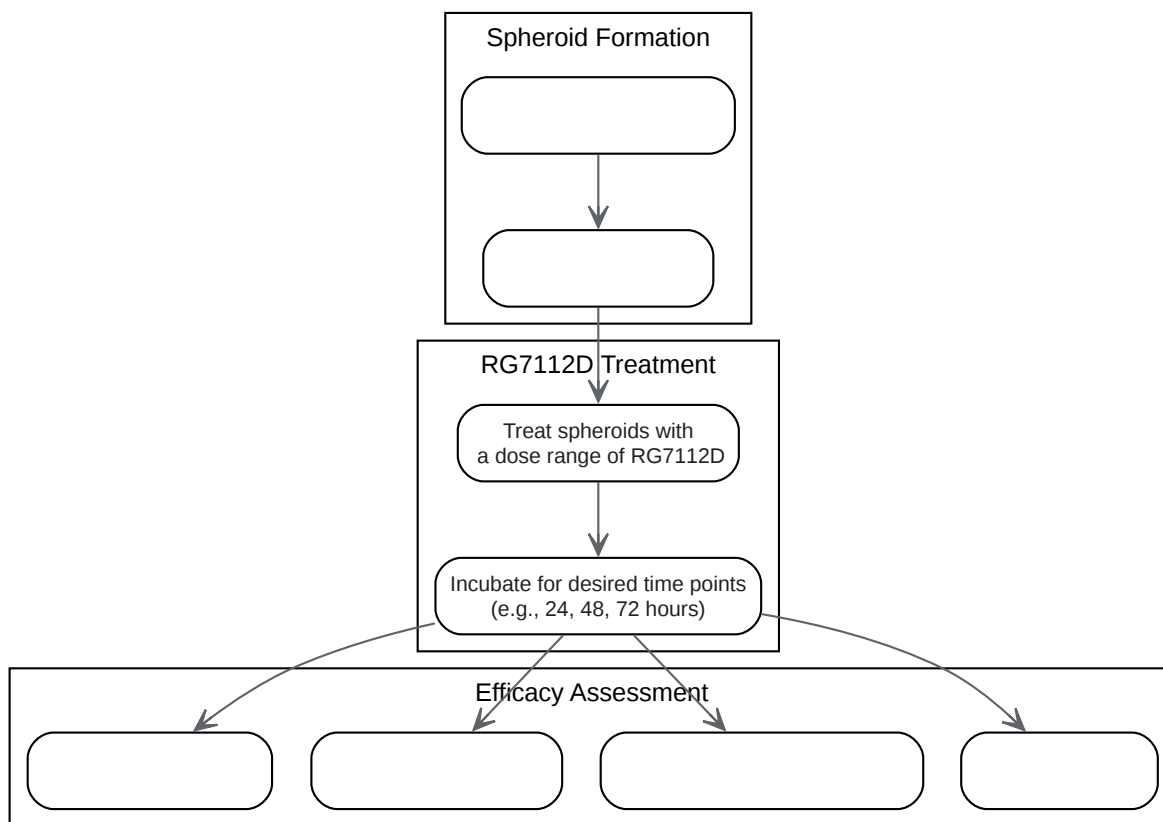 Spheroid Formation
RG7112D Treatment
Treat spheroids with
a dose range of RG7112D
Incubate for desired time points
(e.g., 24, 48, 72 hours)
Efficacy Assessment